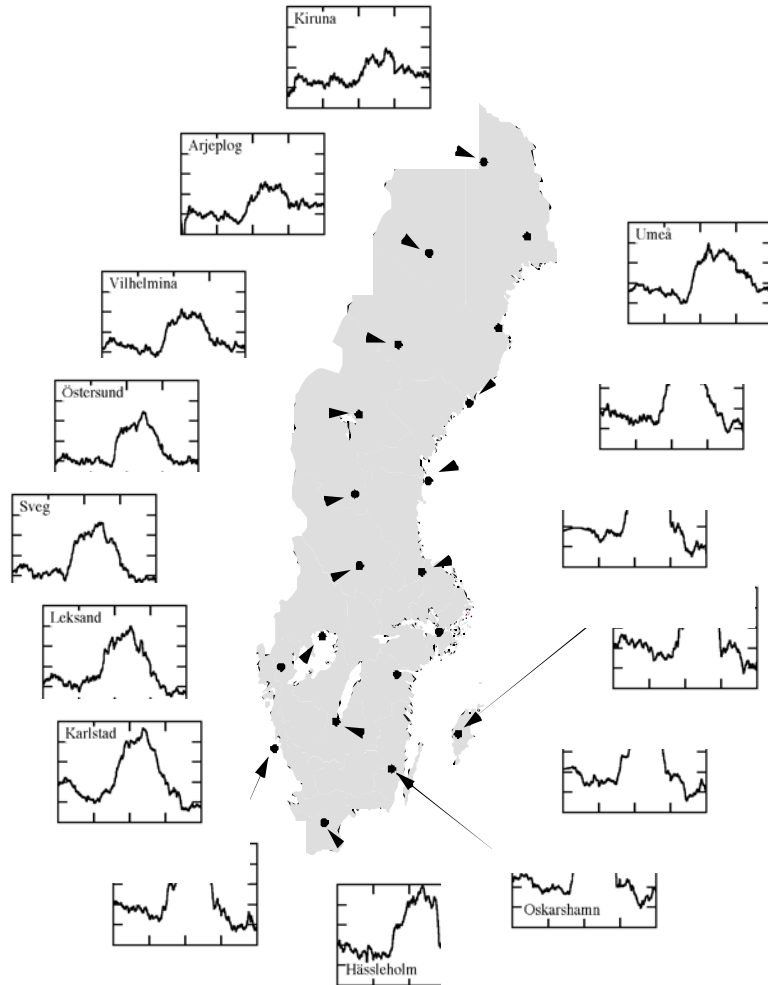 Kiruna
Arjeplog
Umeå
Vilhelmina
Östersund
Sveg
Leksand
Karlstad
Oskarshamn
Hässleholm